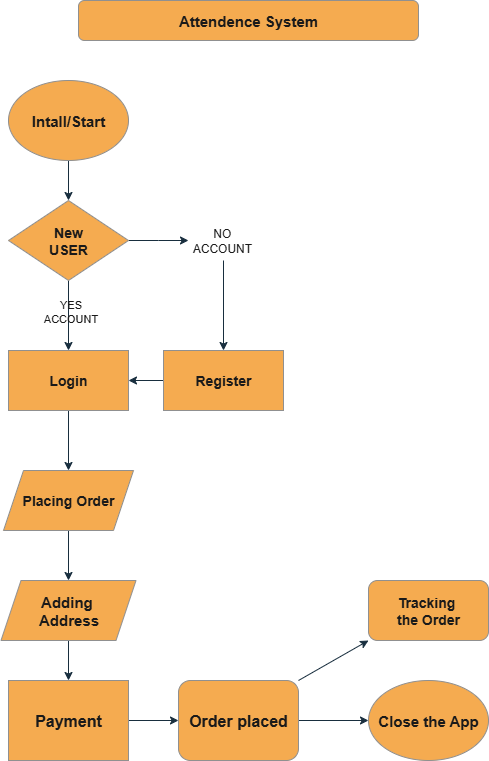 Attendence System
Intall/Start
New
USER
NO
ACCOUNT
YES
ACCOUNT
Login
Register
Placing Order
Adding
Address
Tracking
the Order
Payment
Order placed
Close the App